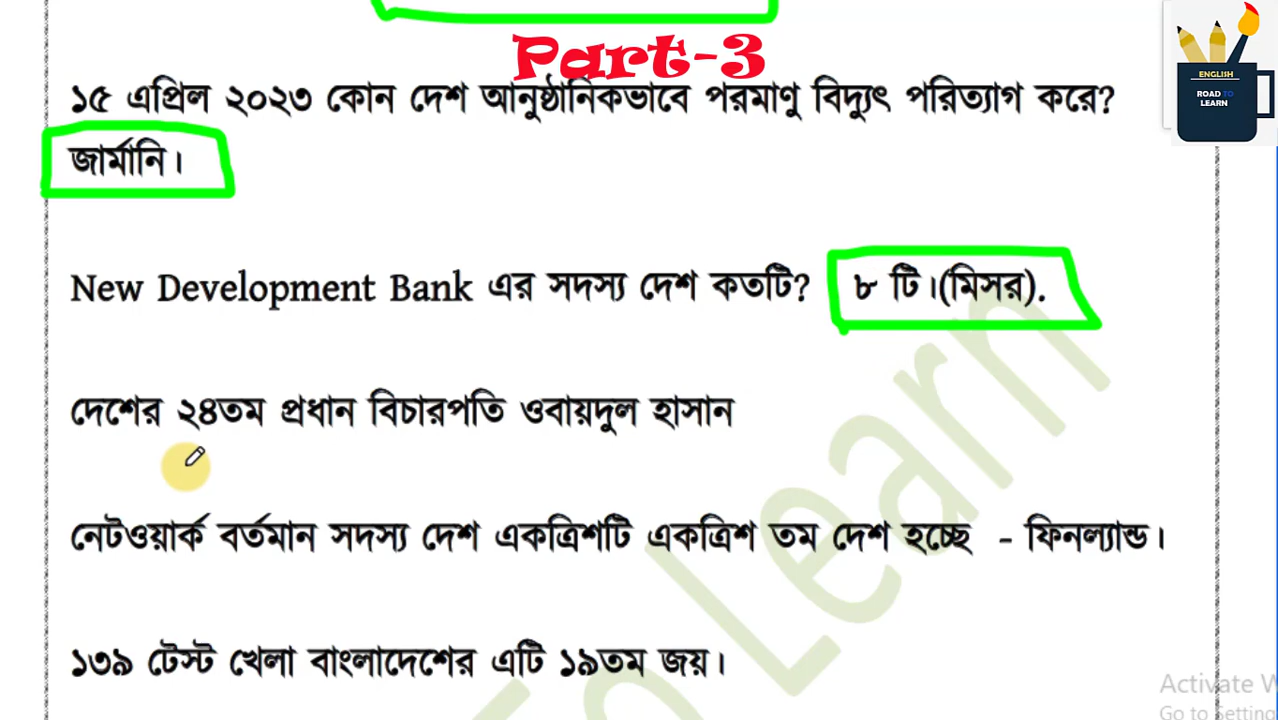 Part-3
ENGLISH
ROAD TO
LEARN
১৫ এপ্রিল ২০২৩ কোন দেশ আনুষ্ঠানিকভাবে পরমাণু বিদ্যুৎ পরিত্যাগ করে?
জার্মানি।
New Development Bank এর সদস্য দেশ কতটি? ৮ টি।(মিসর).
দেশের ২৪তম প্রধান বিচারপতি ওবায়দুল হাসান
নেটওয়ার্ক বর্তমান সদস্য দেশ একত্রিশটি একত্রিশ তম দেশ হচ্ছে - ফিনল্যান্ড।
১৩৯ টেস্ট খেলা বাংলাদেশের এটি ১৯তম জয়।
To Learn
Activate W
Go to Setting